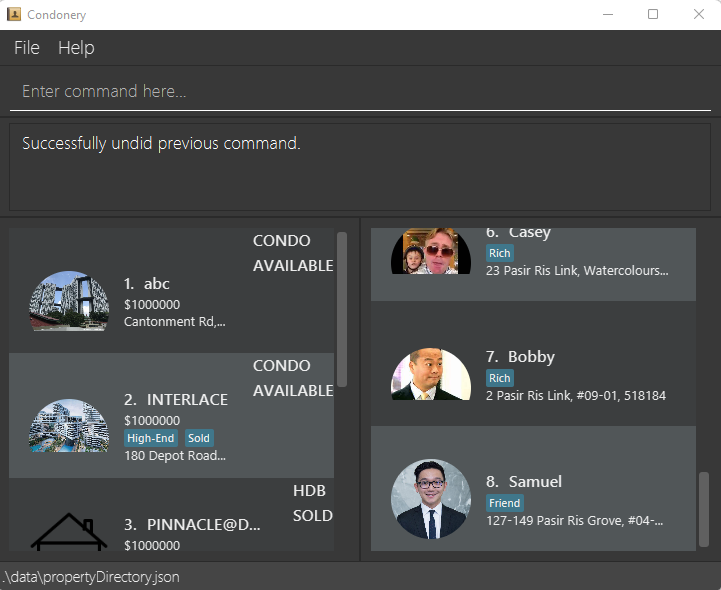 Condonery
File Help
Enter command here...
Successfully undid previous command.
CONDO
AVAILABLE
1. abc
$1000000
Cantonment Rd,...
CONDO
AVAILABLE
2. INTERLACE
$1000000
High-End Sold
180 Depot Road...
HDB
SOLD
3. PINNACLE@D...
$1000000
6. Casey
Rich
23 Pasir Ris Link, Watercolours...
7. Bobby
Rich
2 Pasir Ris Link, #09-01, 518184
8. Samuel
Friend
127-149 Pasir Ris Grove, #04-...
.\data\propertyDirectory.json